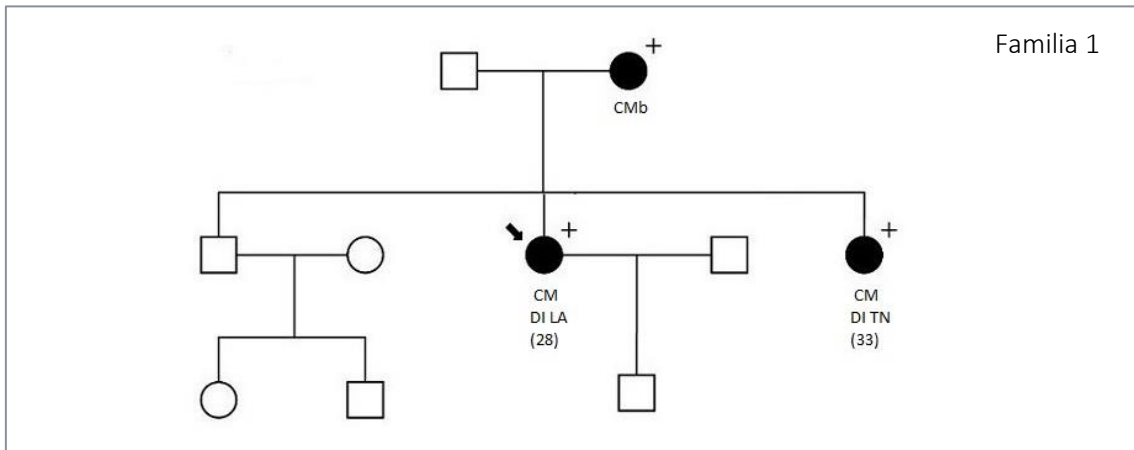 Familia 1
+
CMb
+
+
CM
DI LA
(28)
CM
DI TN
(33)